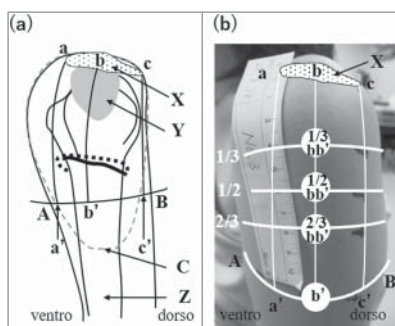 (a)
a
b
c
X
Y
A
b'
B
a'
c'
C
Z
ventro
dorso
(b)
X
a
b
c
1/3
bb'
1/3
1/2
bb'
1/2
2/3
bb'
2/3
A
B
a'
b'
c'
ventro
dorso